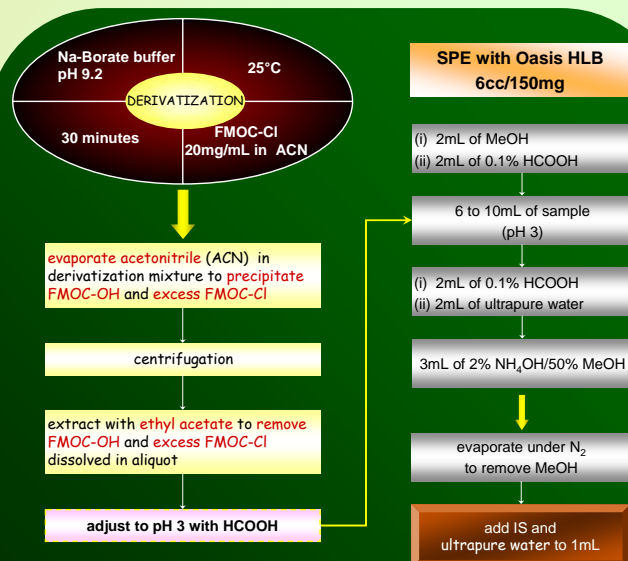 Na-Borate buffer
pH 9.2
25°C
DERIVATIZATION
30 minutes
FMOC-Cl
20mg/mL in ACN
evaporate acetonitrile (ACN) in
derivatization mixture to precipitate
FMOC-OH and excess FMOC-Cl
centrifugation
extract with ethyl acetate to remove
FMOC-OH and excess FMOC-Cl
dissolved in aliquot
adjust to pH 3 with HCOOH
SPE with Oasis HLB
6cc/150mg
(i) 2mL of MeOH
(ii) 2mL of 0.1% HCOOH
6 to 10mL of sample
(pH 3)
(i) 2mL of 0.1% HCOOH
(ii) 2mL of ultrapure water
3mL of 2% NH₄OH/50% MeOH
evaporate under N₂
to remove MeOH
add IS and
ultrapure water to 1mL